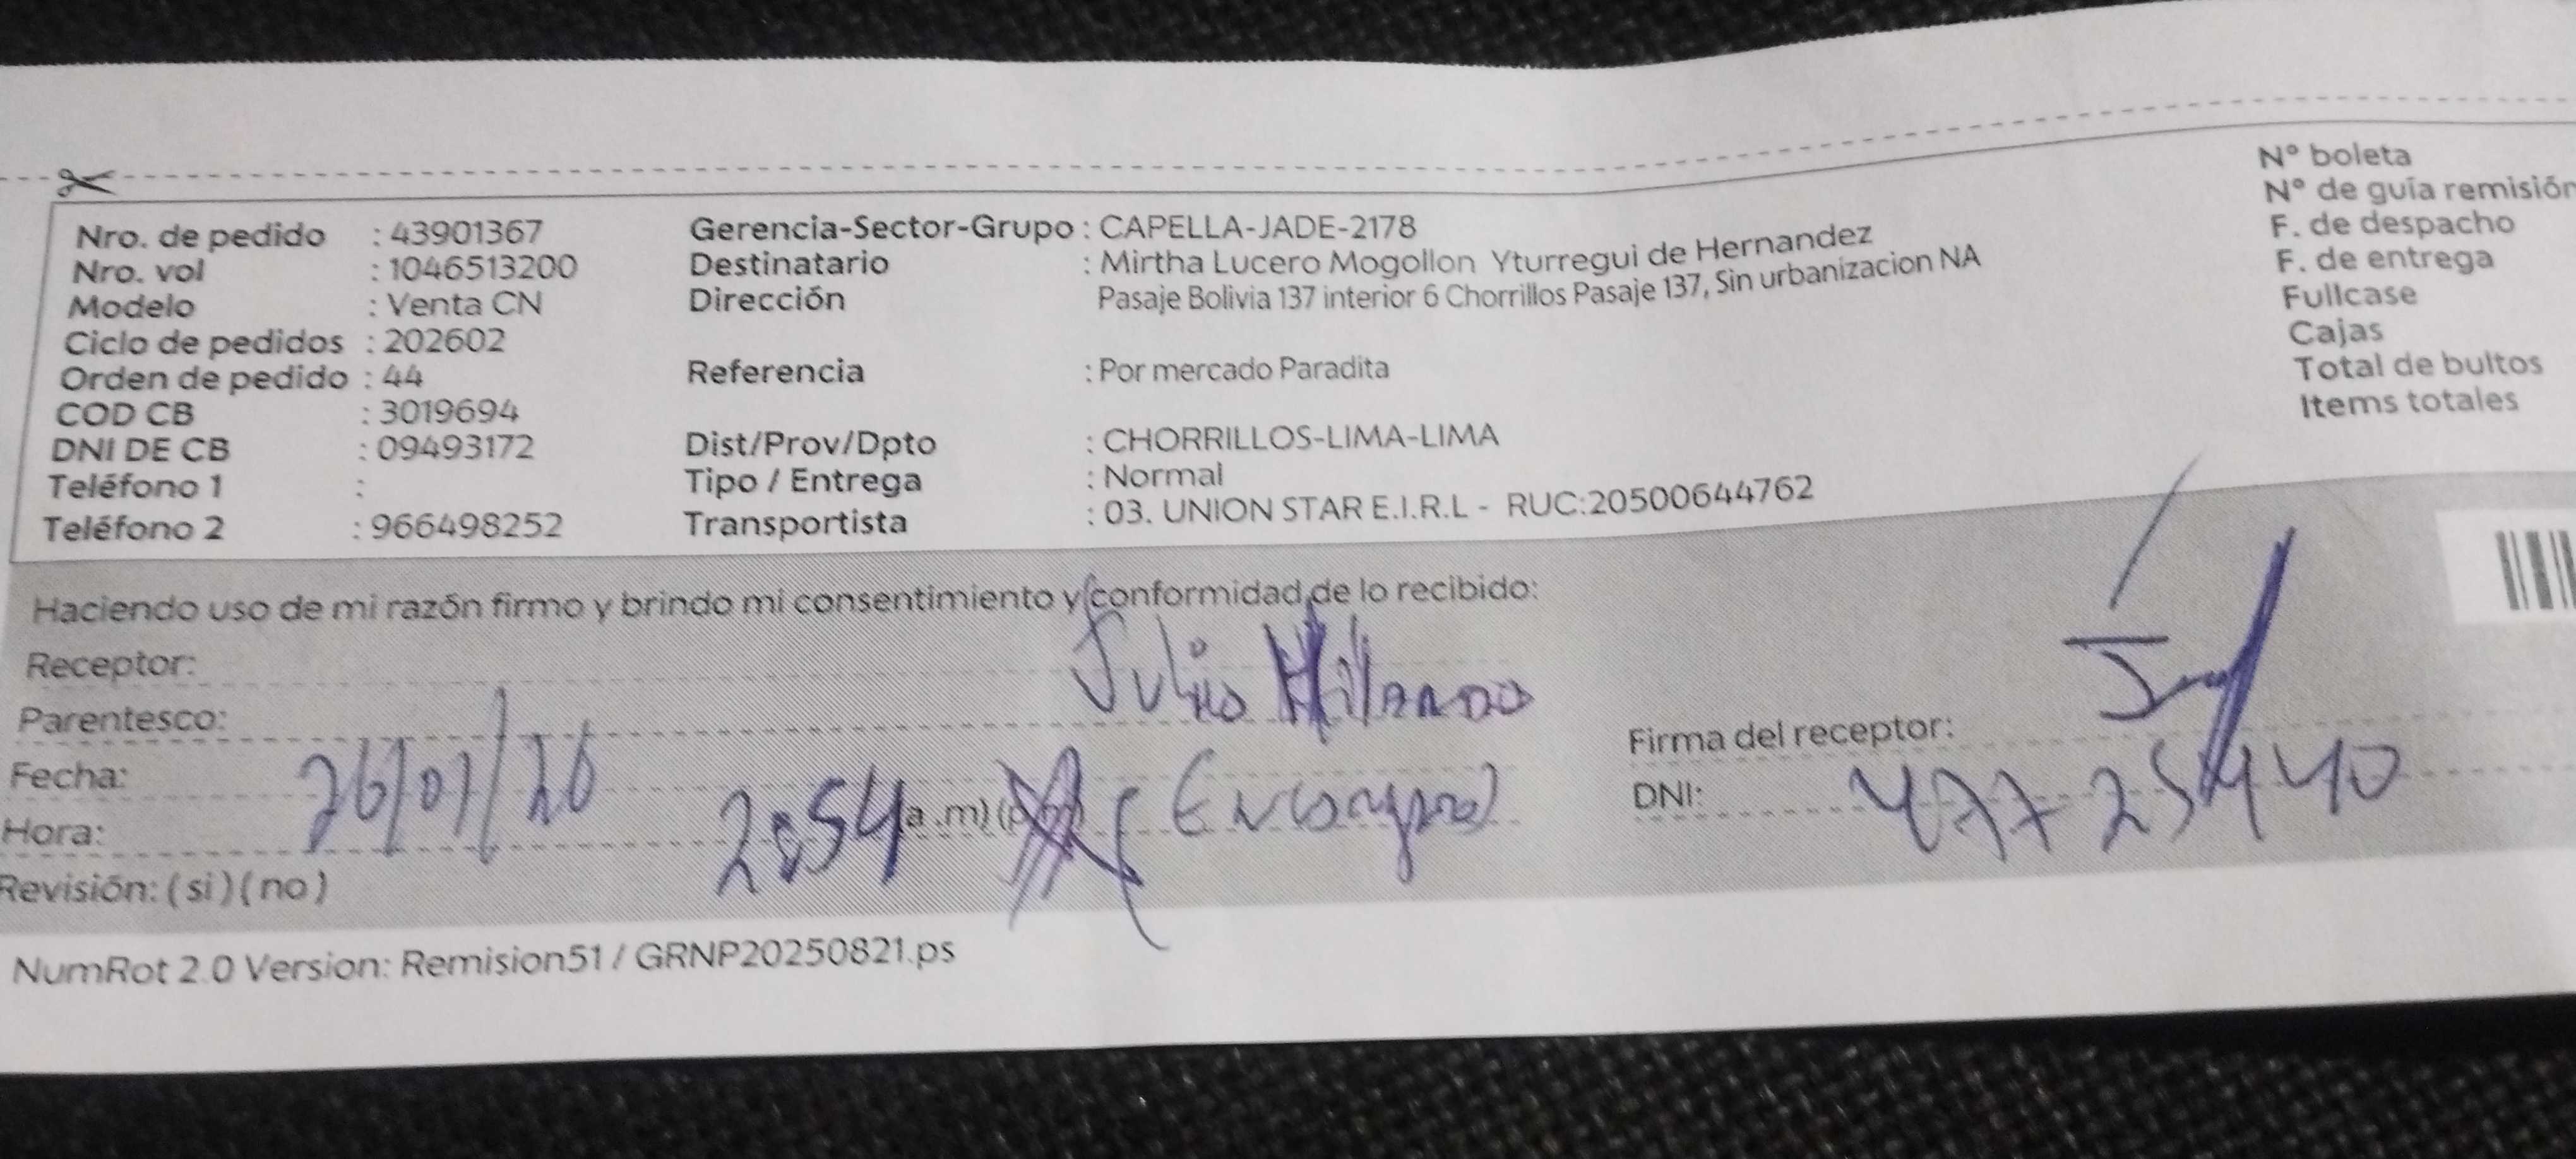 Nro. de pedido : 43901367
Nro. vol : 1046513200
Modelo : Venta CN
Ciclo de pedidos : 202602
Orden de pedido : 44
COD CB : 3019694
DNI DE CB : 09493172
Teléfono 1 :
Teléfono 2 : 966498252
Gerencia-Sector-Grupo : CAPELLA-JADE-2178
Destinatario : Mirtha Lucero Mogollon Yturregui de Hernandez
Dirección Pasaje Bolivia 137 interior 6 Chorrillos Pasaje 137, Sin urbanizacion NA
Referencia : Por mercado Paradita
Dist/Prov/Dpto : CHORRILLOS-LIMA-LIMA
Tipo / Entrega : Normal
Transportista : 03. UNION STAR E.I.R.L - RUC:20500644762
N° boleta
N° de guía remisión
F. de despacho
F. de entrega
Fullcase
Cajas
Total de bultos
Items totales
Haciendo uso de mi razón firmo y brindo mi consentimiento y conformidad de lo recibido:
Receptor: Julio
Parentesco:
Fecha: 26/01/26
Hora: 2:54 (a.m)
Revisión: (si) (no)
Firma del receptor:
DNI:
NumRot 2.0 Version: Remision51 / GRNP20250821.ps